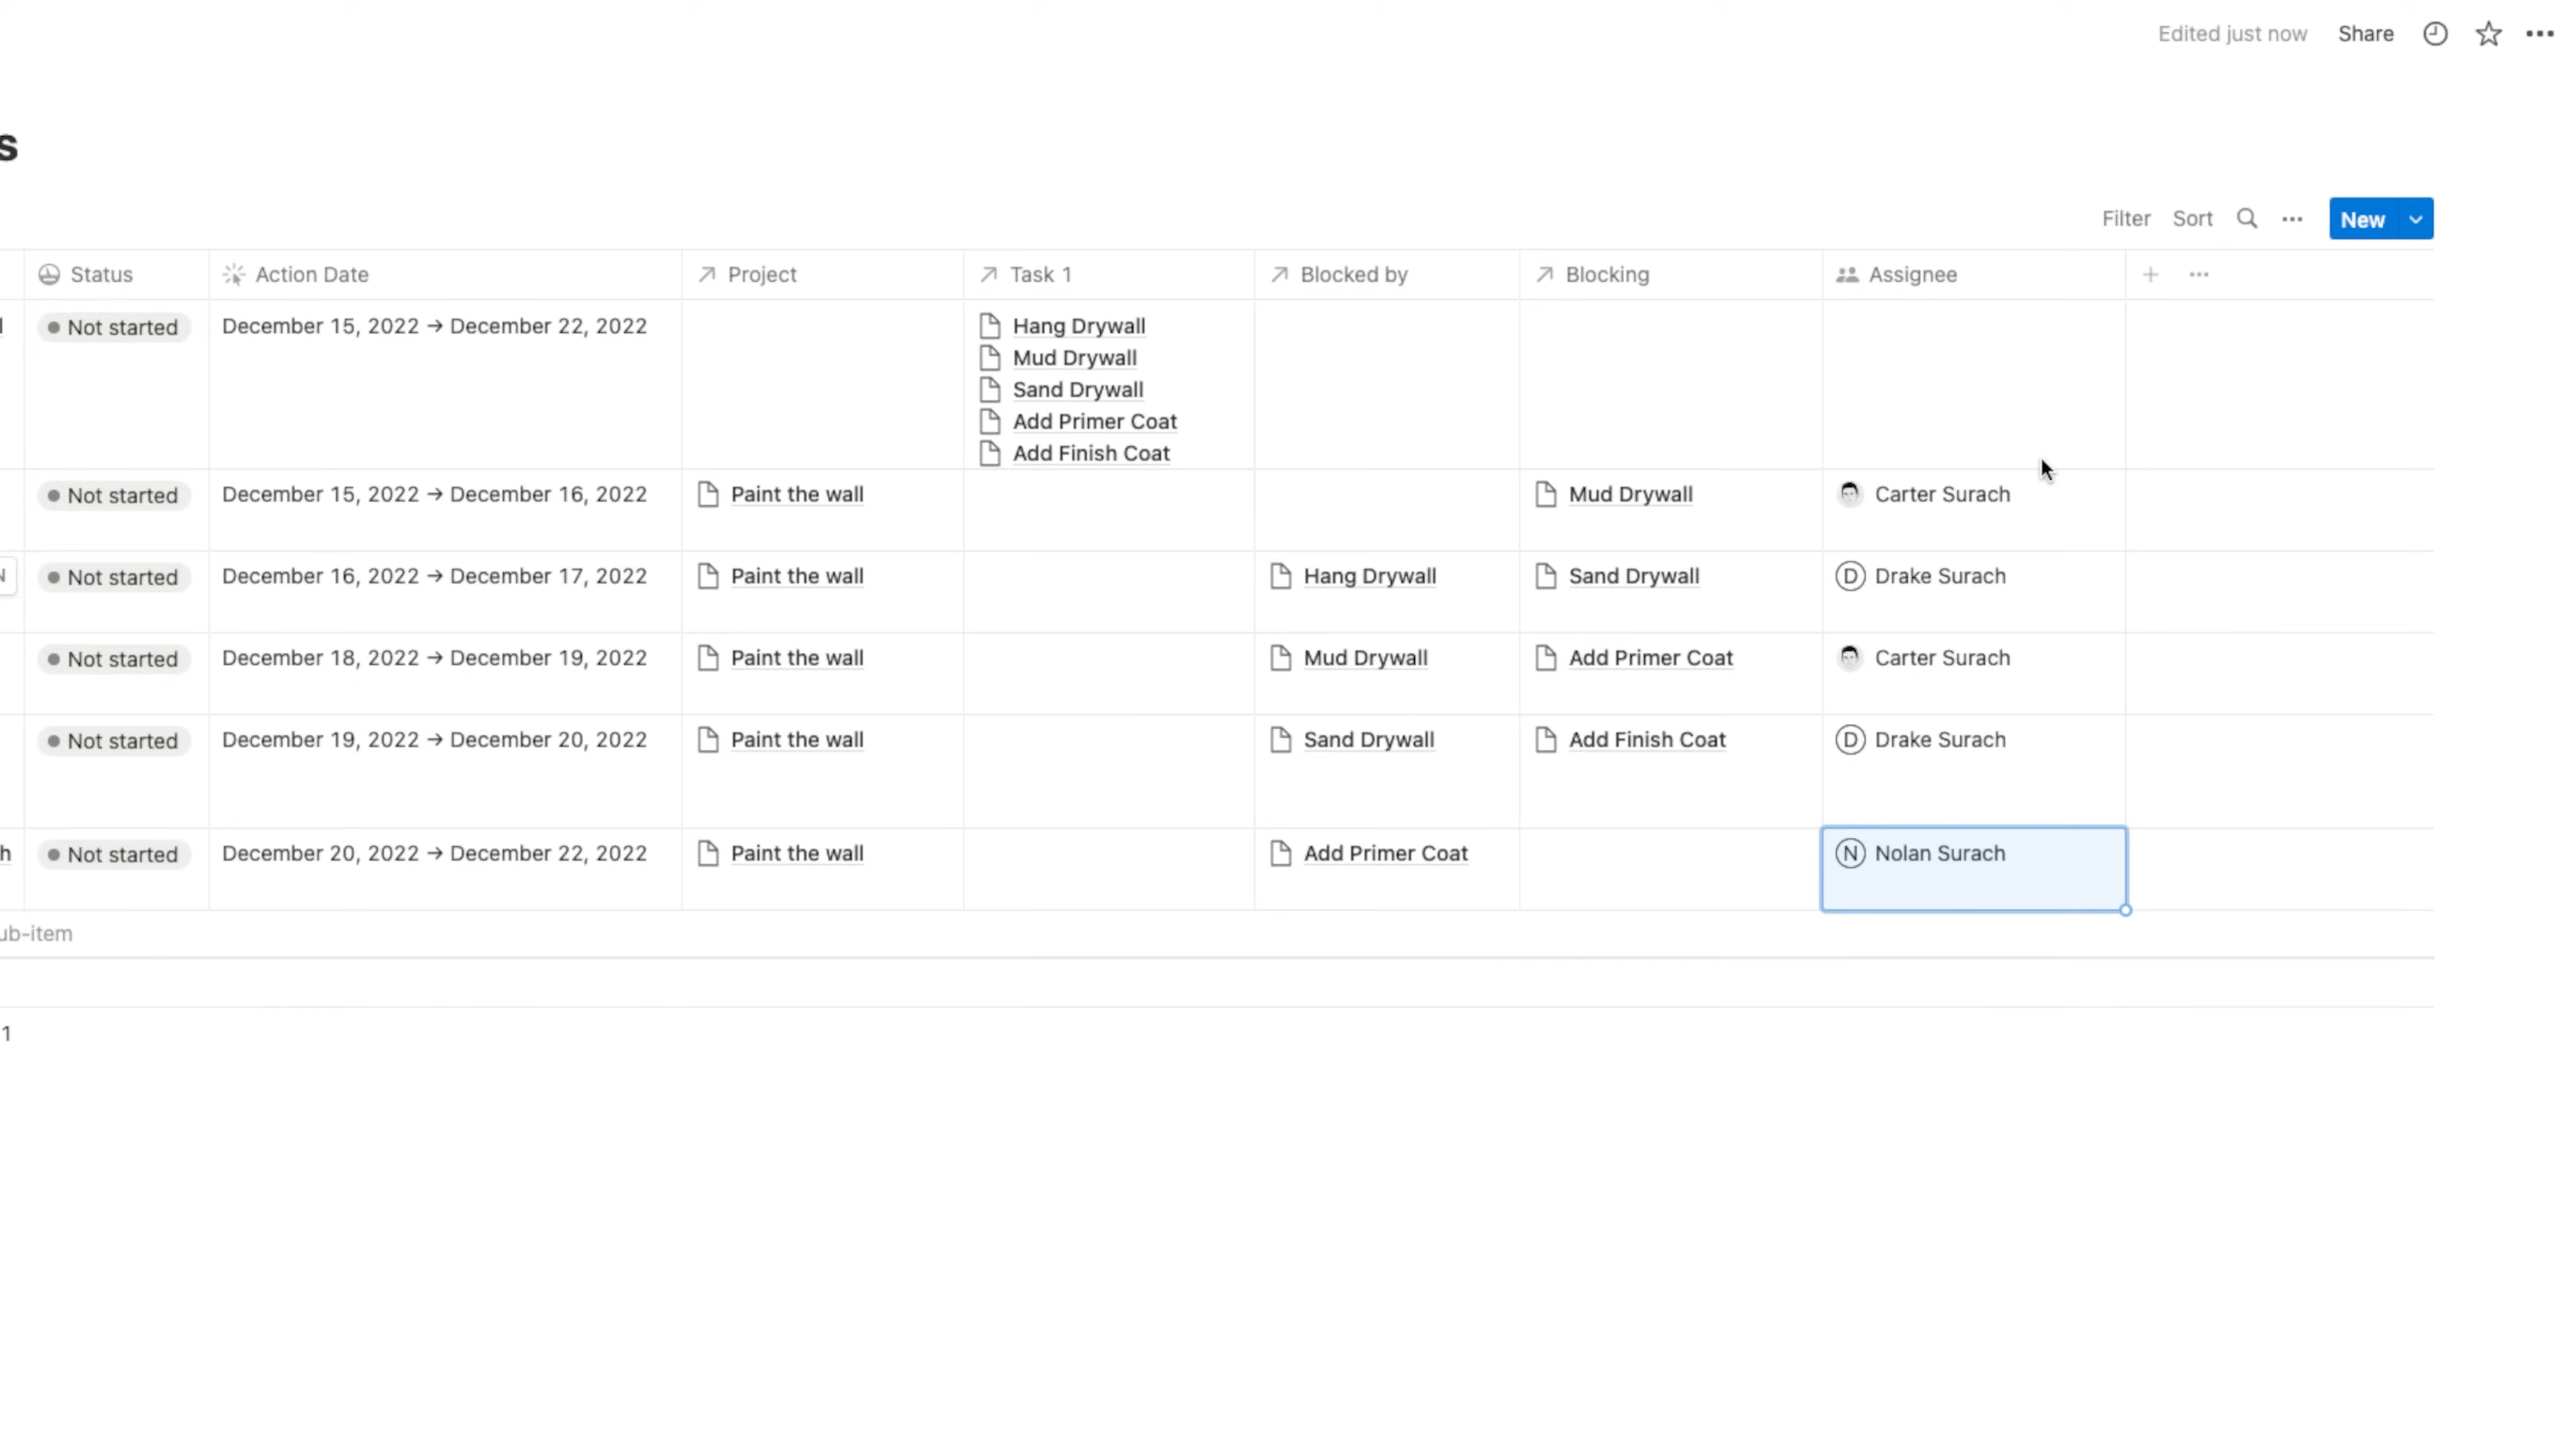 Edited just now Share
s
Filter Sort New
Status Action Date Project Task 1 Blocked by Blocking Assignee
Not started December 15, 2022 → December 22, 2022 Hang Drywall
Mud Drywall
Sand Drywall
Add Primer Coat
Add Finish Coat
Not started December 15, 2022 → December 16, 2022 Paint the wall Mud Drywall Carter Surach
Not started December 16, 2022 → December 17, 2022 Paint the wall Hang Drywall Sand Drywall D Drake Surach
Not started December 18, 2022 → December 19, 2022 Paint the wall Mud Drywall Add Primer Coat Carter Surach
Not started December 19, 2022 → December 20, 2022 Paint the wall Sand Drywall Add Finish Coat D Drake Surach
h Not started December 20, 2022 → December 22, 2022 Paint the wall Add Primer Coat N Nolan Surach
ub-item
1